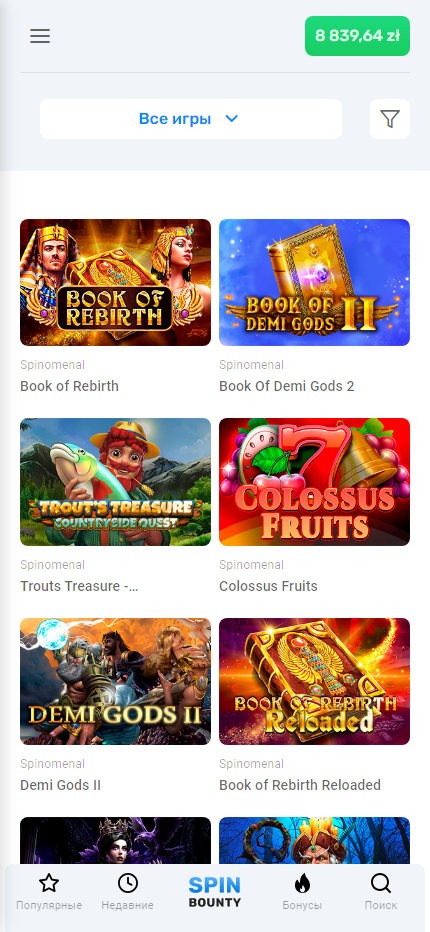 8 839,64 zł
Все игры
BOOK OF
REBIRTH
BOOK OF
DEMI GODS II
Spinomenal
Book of Rebirth
Spinomenal
Book Of Demi Gods 2
TROUT'S TREASURE
COUNTRYSIDE QUEST
7
COLOSSUS
FRUITS
Spinomenal
Trouts Treasure -...
Spinomenal
Colossus Fruits
DEMI GODS II
BOOK OF REBIRTH
Reloaded
Spinomenal
Demi Gods II
Spinomenal
Book of Rebirth Reloaded
Популярные
Недавние
SPIN
BOUNTY
Бонусы
Поиск